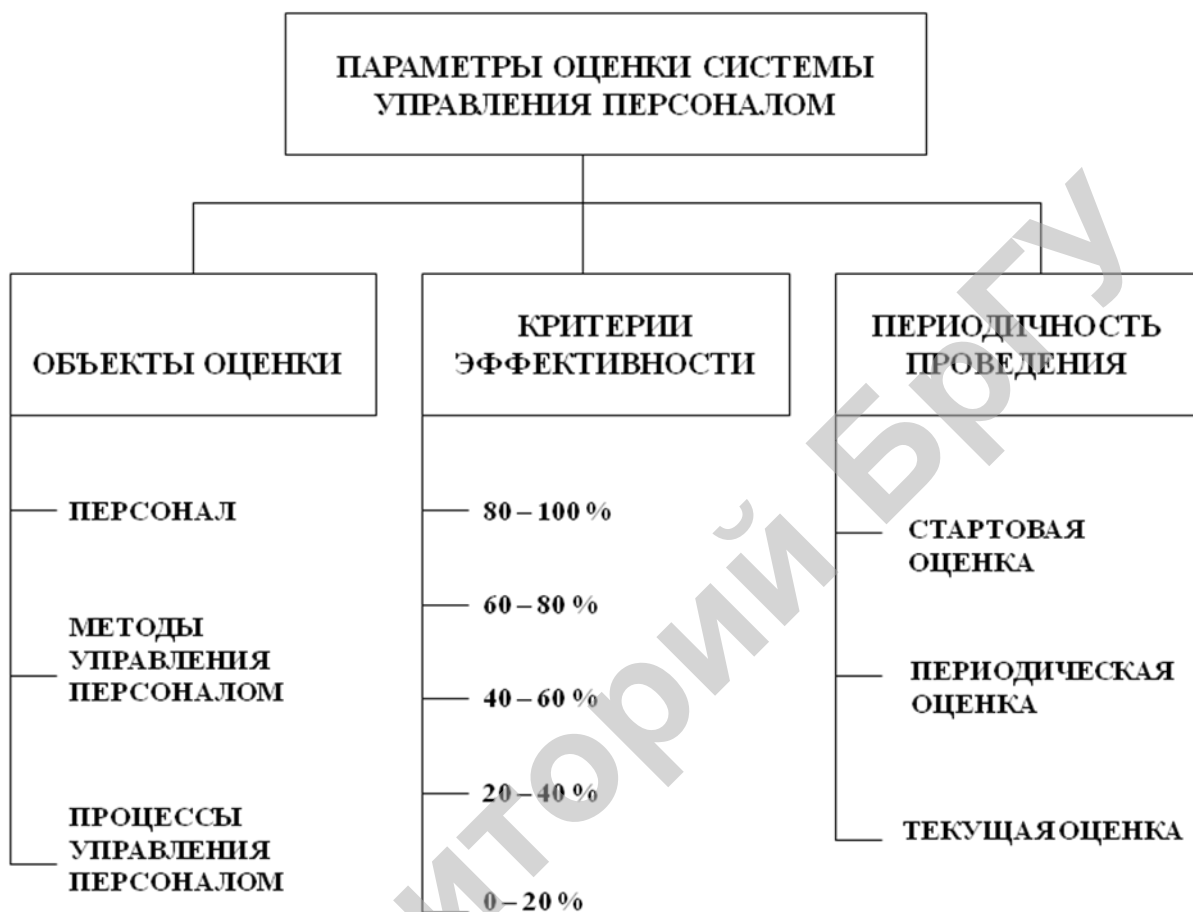 ПАРАМЕТРЫ ОЦЕНКИ СИСТЕМЫ
УПРАВЛЕНИЯ ПЕРСОНАЛОМ
ОБЪЕКТЫ ОЦЕНКИ
ПЕРСОНАЛ
МЕТОДЫ
УПРАВЛЕНИЯ
ПЕРСОНАЛОМ
ПРОЦЕССЫ
УПРАВЛЕНИЯ
ПЕРСОНАЛОМ
КРИТЕРИИ
ЭФФЕКТИВНОСТИ
80 – 100 %
60 – 80 %
40 – 60 %
20 – 40 %
0 – 20 %
ПЕРИОДИЧНОСТЬ
ПРОВЕДЕНИЯ
СТАРТОВАЯ
ОЦЕНКА
ПЕРИОДИЧЕСКАЯ
ОЦЕНКА
ТЕКУЩАЯ ОЦЕНКА
БрГУ